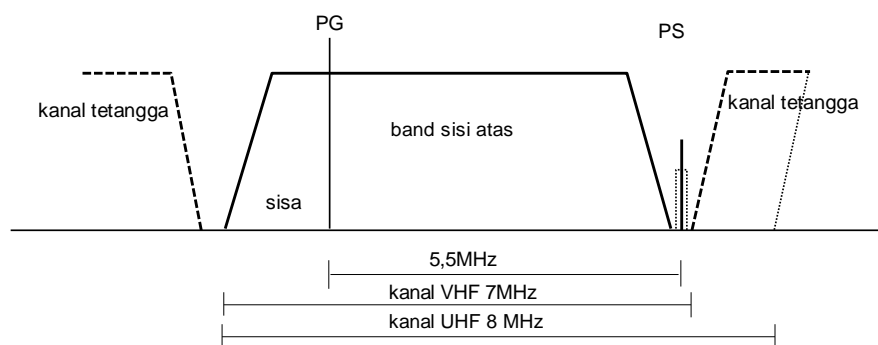 PG
PS
kanal tetangga
band sisi atas
kanal tetangga
sisa
5,5MHz
kanal VHF 7MHz
kanal UHF 8 MHz